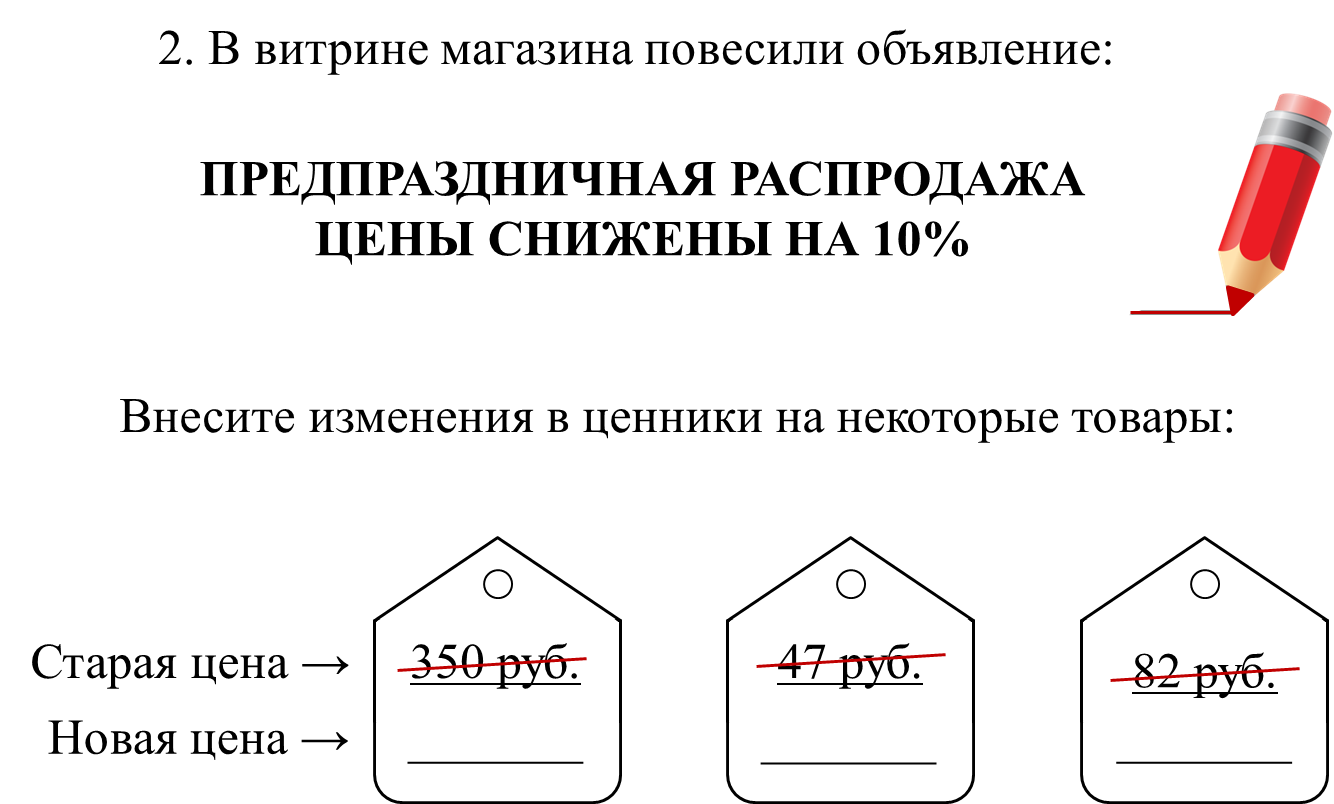 2. В витрине магазина повесили объявление:
ПРЕДПРАЗДНИЧНАЯ РАСПРОДАЖА
ЦЕНЫ СНИЖЕНЫ НА 10%
Внесите изменения в ценники на некоторые товары:
Старая цена → 350 руб. 47 руб. 82 руб.
Новая цена →